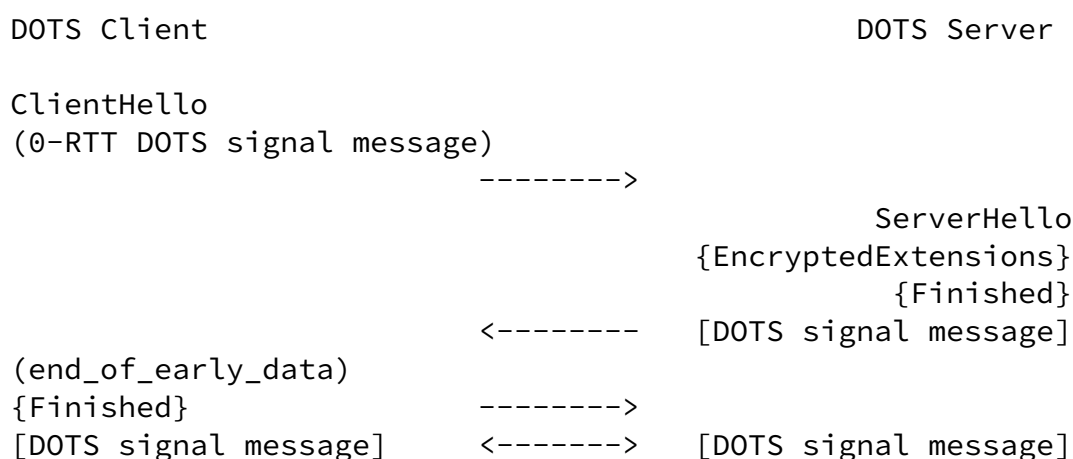 DOTS Client                                       DOTS Server

ClientHello
(0-RTT DOTS signal message)
                          -------->
                                                  ServerHello
                                        {EncryptedExtensions}
                                                   {Finished}
                          <--------   [DOTS signal message]
(end_of_early_data)
{Finished}                -------->
[DOTS signal message]     <------->   [DOTS signal message]